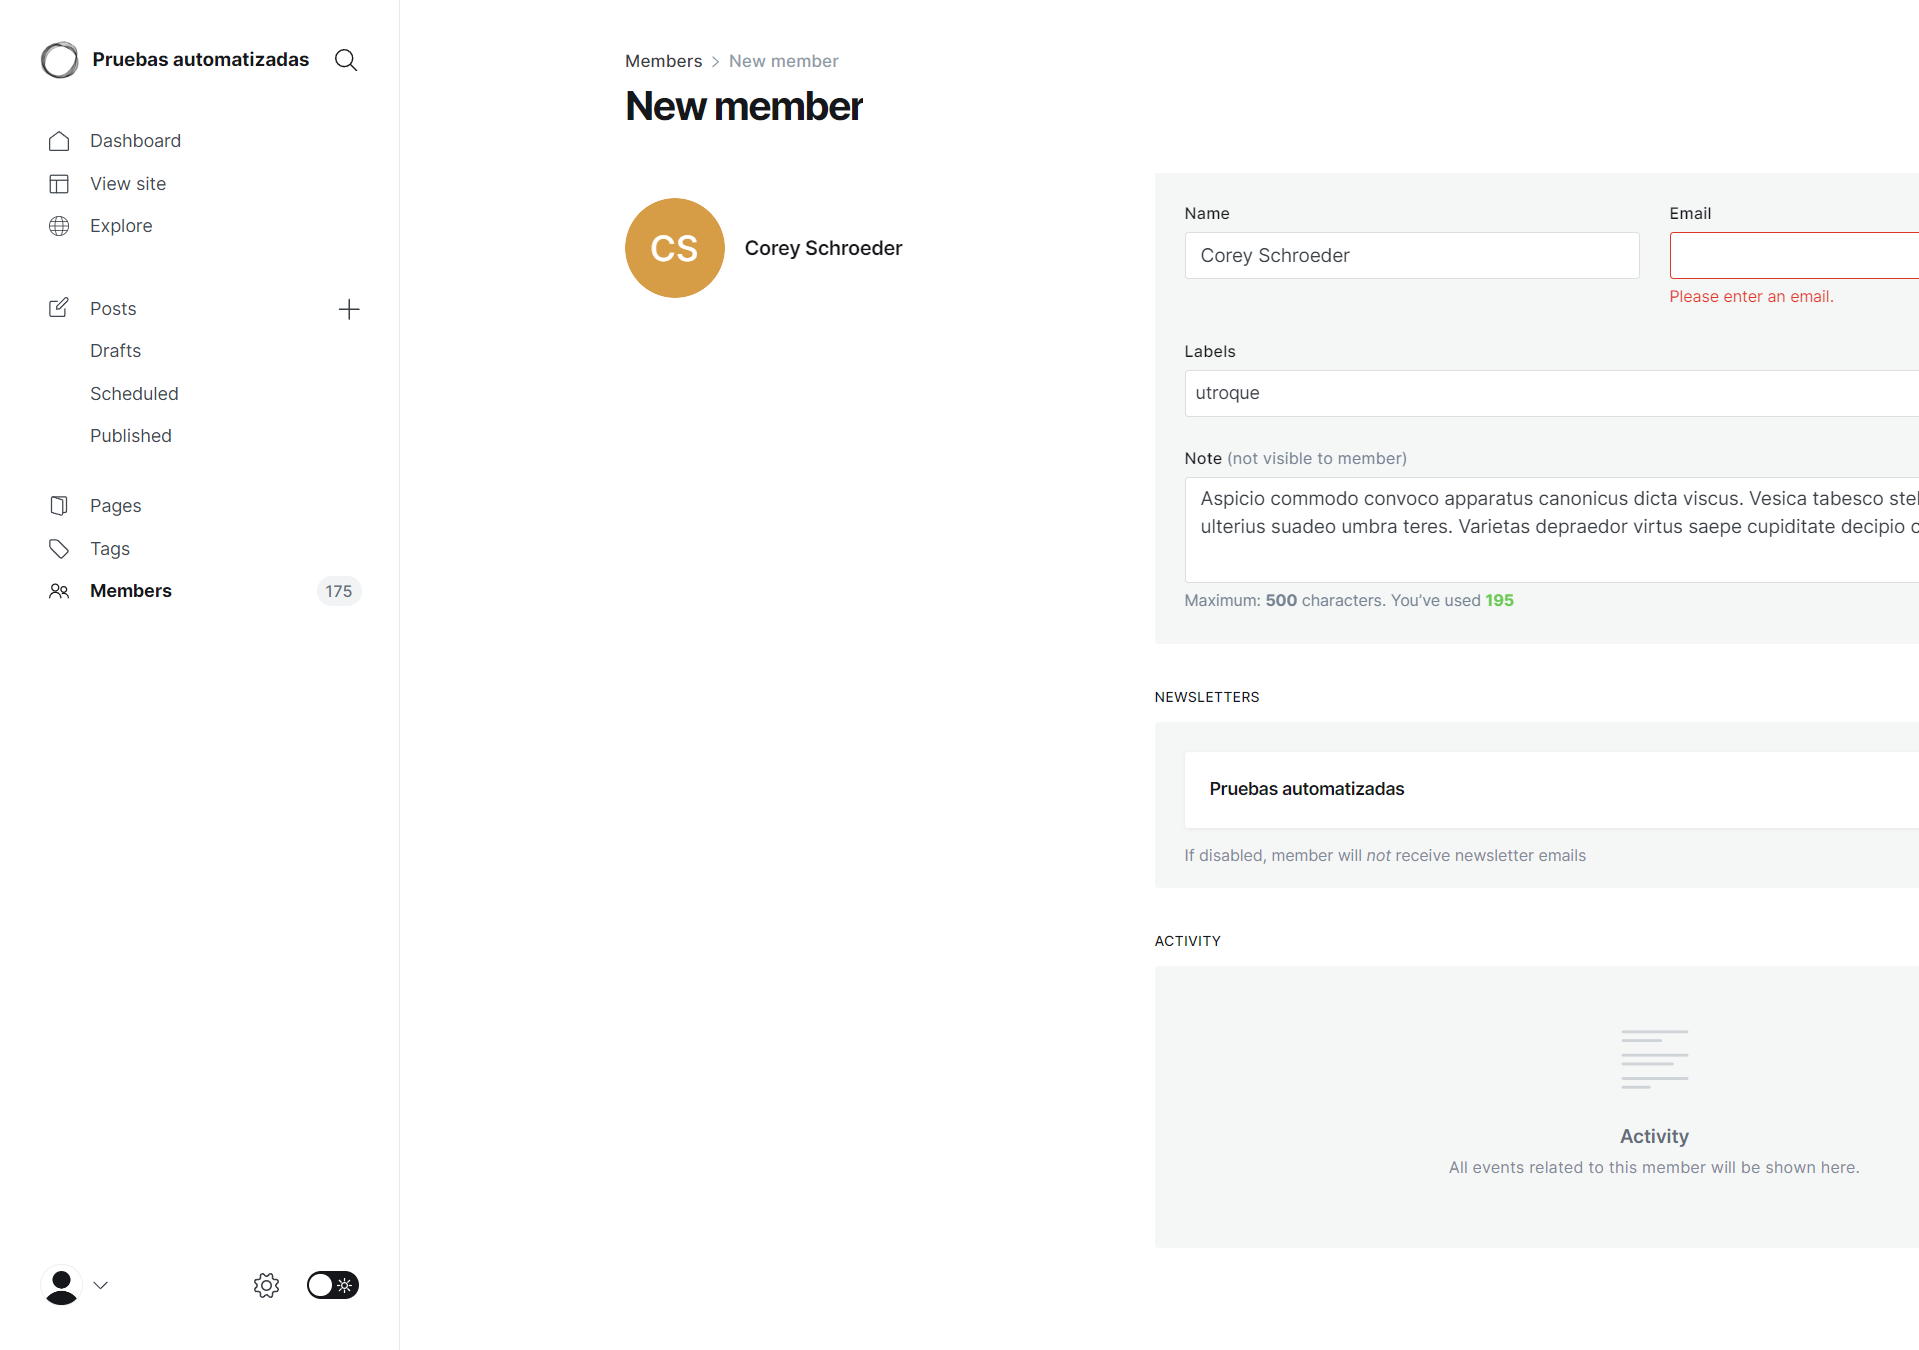 Pruebas automatizadas
Dashboard
View site
Explore
Posts
Drafts
Scheduled
Published
Pages
Tags
Members 175
Members > New member
New member
CS Corey Schroeder
Name
Corey Schroeder
Email
Please enter an email.
Labels
utroque
Note (not visible to member)
Aspicio commodo convoco apparatus canonicus dicta viscus. Vesica tabesco
ulterius suadeo umbra teres. Varietas depraedor virtus saepe cupiditate decipio
Maximum: 500 characters. You’ve used 195
NEWSLETTERS
Pruebas automatizadas
If disabled, member will not receive newsletter emails
ACTIVITY
Activity
All events related to this member will be shown here.